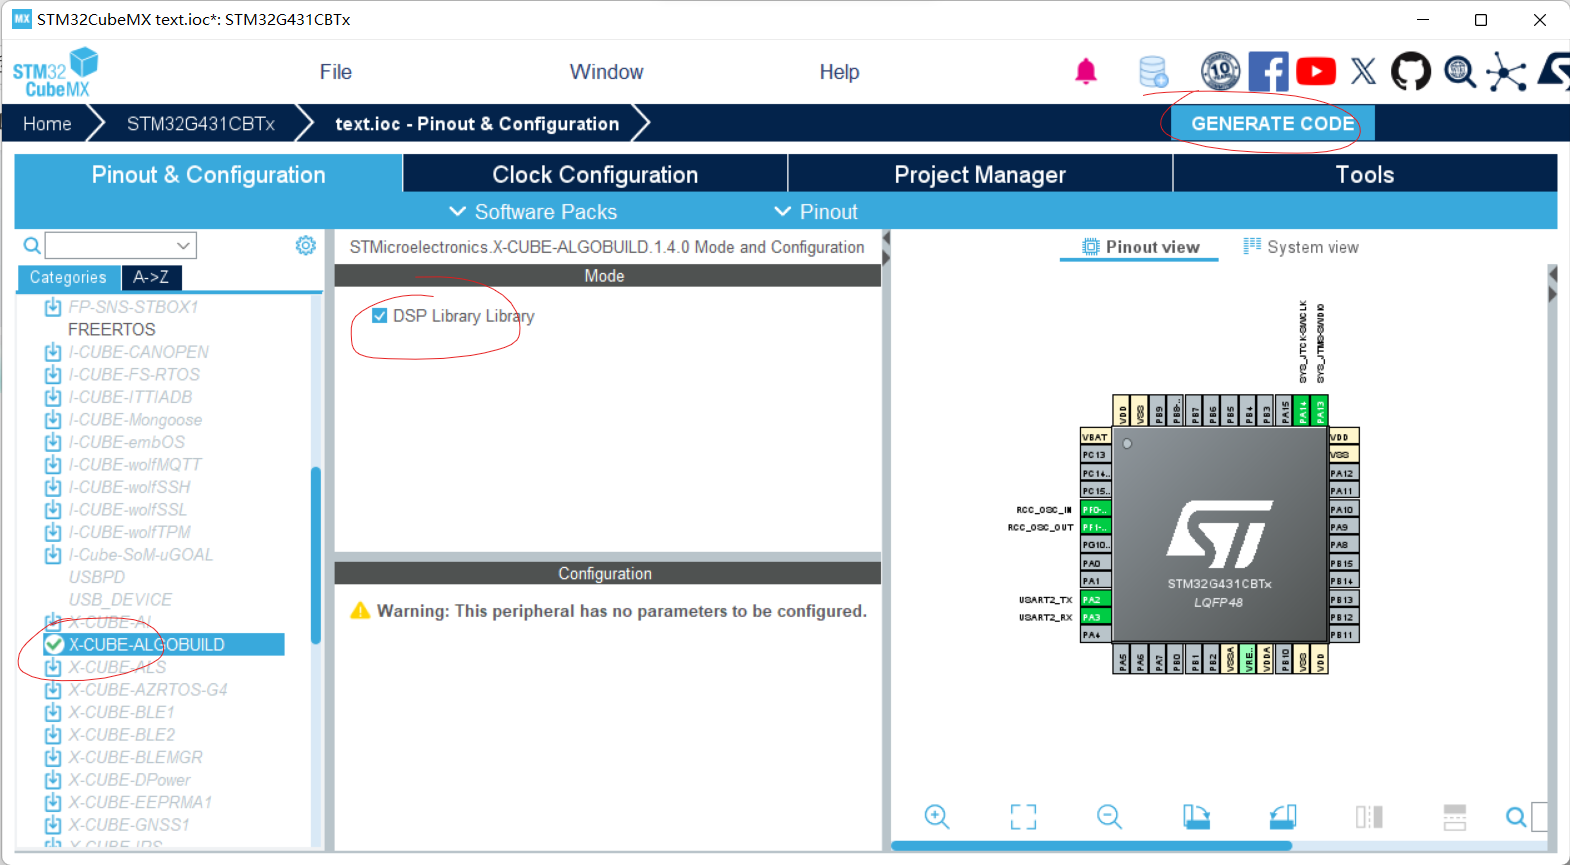 MX STM32CubeMX text.ioc*: STM32G431CBTx
STM32 CubeMX
File Window Help
10
Home STM32G431CBTx text.ioc - Pinout & Configuration GENERATE CODE
Pinout & Configuration Clock Configuration Project Manager Tools
Software Packs Pinout
STMicroelectronics.X-CUBE-ALGOBUILD.1.4.0 Mode and Configuration
Pinout view System view
Categories A->Z
Mode
DSP Library Library
FP-SNS-STBOX1
FREERTOS
I-CUBE-CANOPEN
I-CUBE-FS-RTOS
I-CUBE-ITTIADB
I-CUBE-Mongoose
I-CUBE-embOS
I-CUBE-wolfMQTT
I-CUBE-wolfSSH
I-CUBE-wolfSSL
I-CUBE-wolfTPM
I-Cube-SoM-uGOAL
USBPD
USB_DEVICE
X-CUBE-AI
X-CUBE-ALGOBUILD
X-CUBE-ALS
X-CUBE-AZRTOS-G4
X-CUBE-BLE1
X-CUBE-BLE2
X-CUBE-BLEMGR
X-CUBE-DPower
X-CUBE-EEPRMA1
X-CUBE-GNSS1
Configuration
Warning: This peripheral has no parameters to be configured.
SYS_JTCK-SWCLK
SYS_JTMS-SWDIO
VDD VSS PB9 PB8-.. PB7 PB6 PB5 PB4 PB3 PA15 PA14 PA13
VBAT
PC13
PC14..
PC15..
RCC_OSC_IN PF0-..
RCC_OSC_OUT PF1-..
PG10..
PA0
PA1
USART2_TX PA2
USART2_RX PA3
PA4
VDD
VSS
PA12
PA11
PA10
PA9
PA8
PB15
PB14
PB13
PB12
PB11
ST
STM32G431CBTx
LQFP48
PA5 PA6 PA7 PB0 PB1 PB2 VSSA VRE.. VDDA PB10 VSS VDD